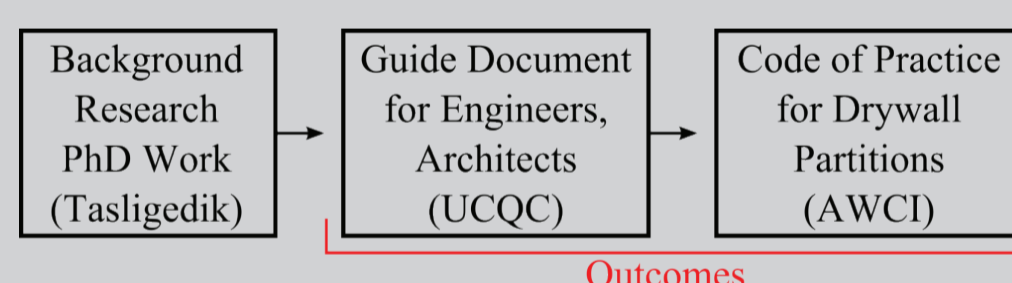 Background
Research
PhD Work
(Tasligedik)
Guide Document
for Engineers,
Architects
(UCQC)
Code of Practice
for Drywall
Partitions
(AWCI)
Outcomes